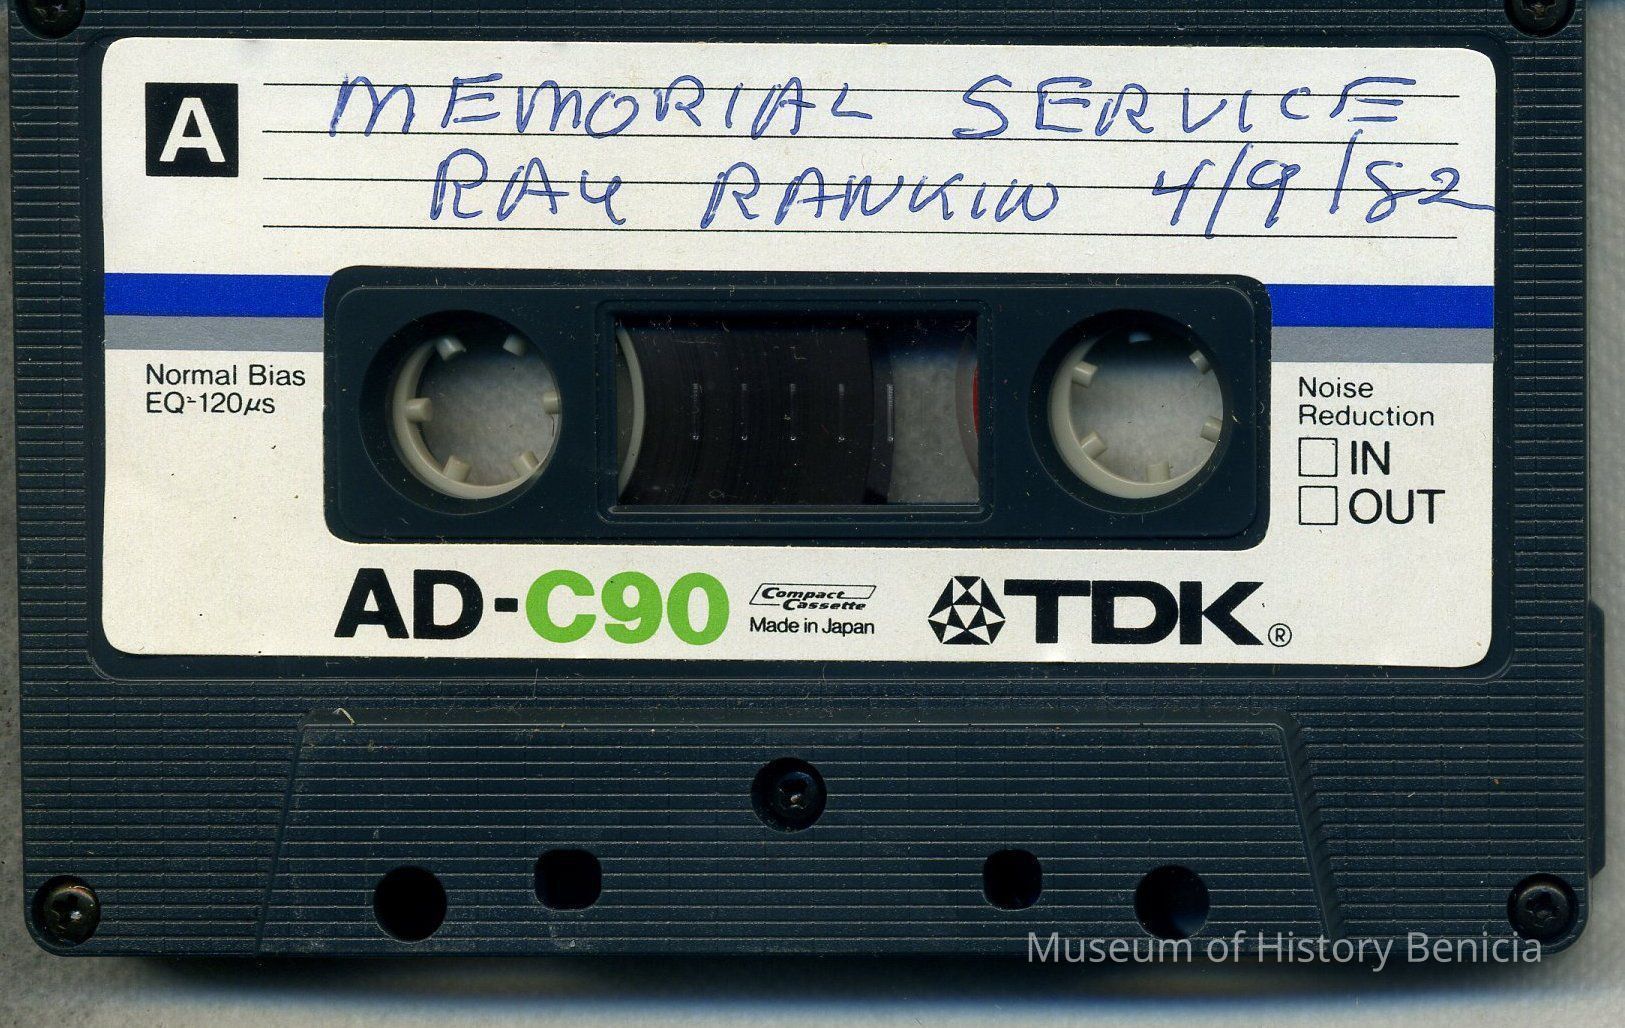 A
MEMORIAL SERVICE
RAY RANKIN 4/9/82
Normal Bias
EQ-120μs
Noise
Reduction
IN
OUT
AD-C90
Compact
Cassette
Made in Japan
TDK®
Museum of History Benicia